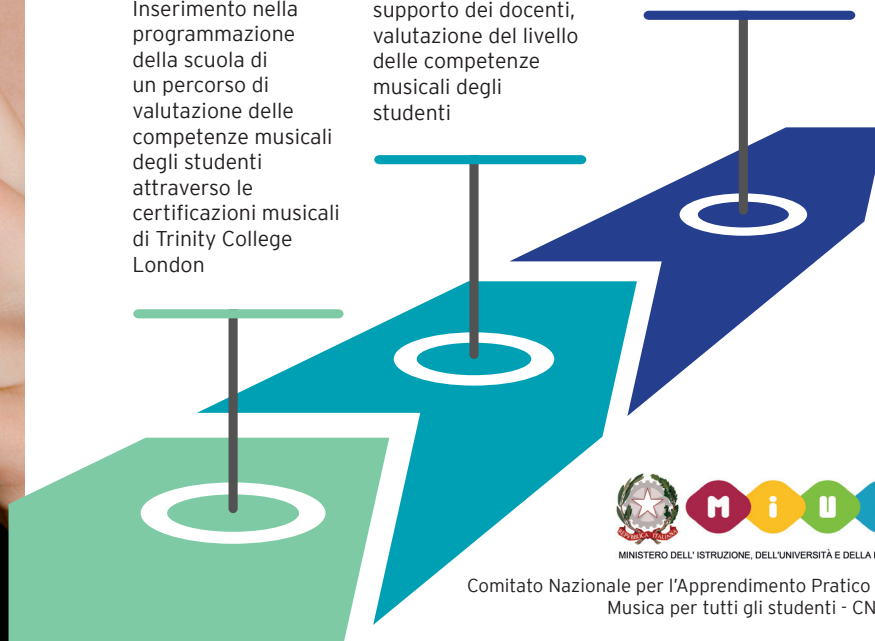 Inserimento nella
programmazione
della scuola di
un percorso di
valutazione delle
competenze musicali
degli studenti
attraverso le
certificazioni musicali
di Trinity College
London
supporto dei docenti,
valutazione del livello
delle competenze
musicali degli
studenti
REPVBBLICA ITALIANA
M i U
MINISTERO DELL' ISTRUZIONE, DELL'UNIVERSITÀ E DELLA
Comitato Nazionale per l'Apprendimento Pratico
Musica per tutti gli studenti - CN